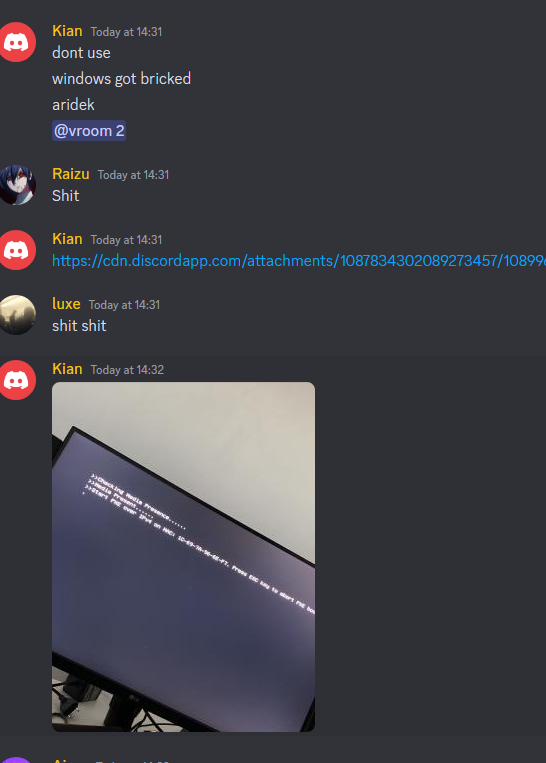 Kian Today at 14:31
dont use
windows got bricked
aridek
@vroom 2
Raizu Today at 14:31
Shit
Kian Today at 14:31
https://cdn.discordapp.com/attachments/1087834302089273457/10899
luxe Today at 14:31
shit shit
Kian Today at 14:32
>>Checking Media Presence......
>>Media Present......
>>Start PXE over IPv4 on MAC: Press ESC key to abort PXE boo